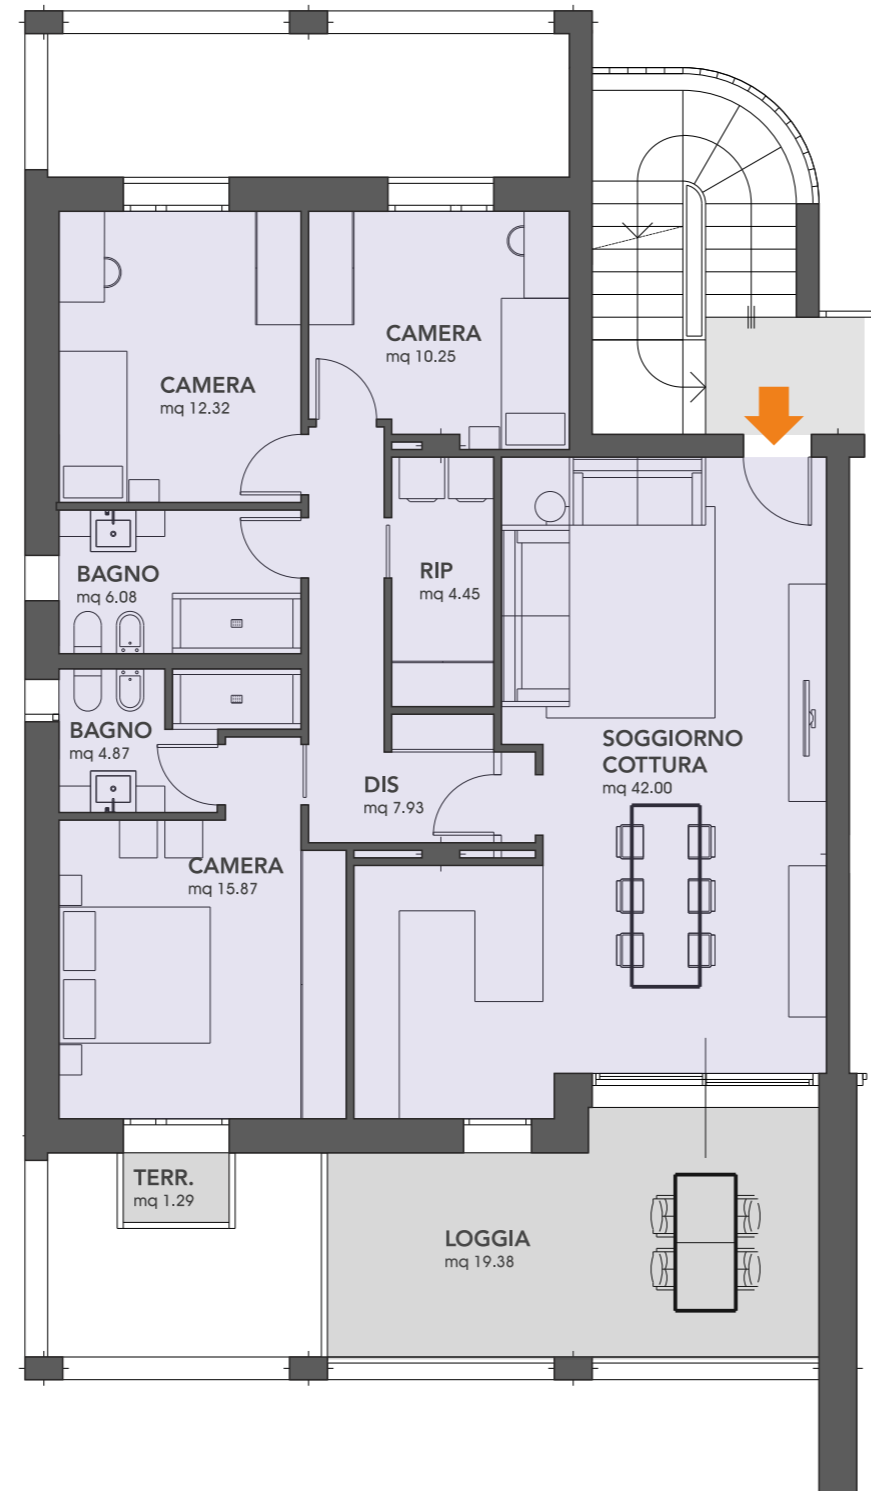 CAMERA
mq 10.25
CAMERA
mq 12.32
BAGNO
mq 6.08
RIP
mq 4.45
BAGNO
mq 4.87
SOGGIORNO
COTTURA
mq 42.00
DIS
mq 7.93
CAMERA
mq 15.87
TERR.
mq 1.29
LOGGIA
mq 19.38